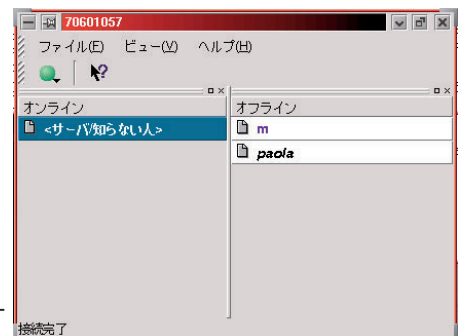 70601057
ファイル(E) ビュー(V) ヘルプ(H)
オンライン
<サーバ/知らない人>
オフライン
m
paola
接続完了